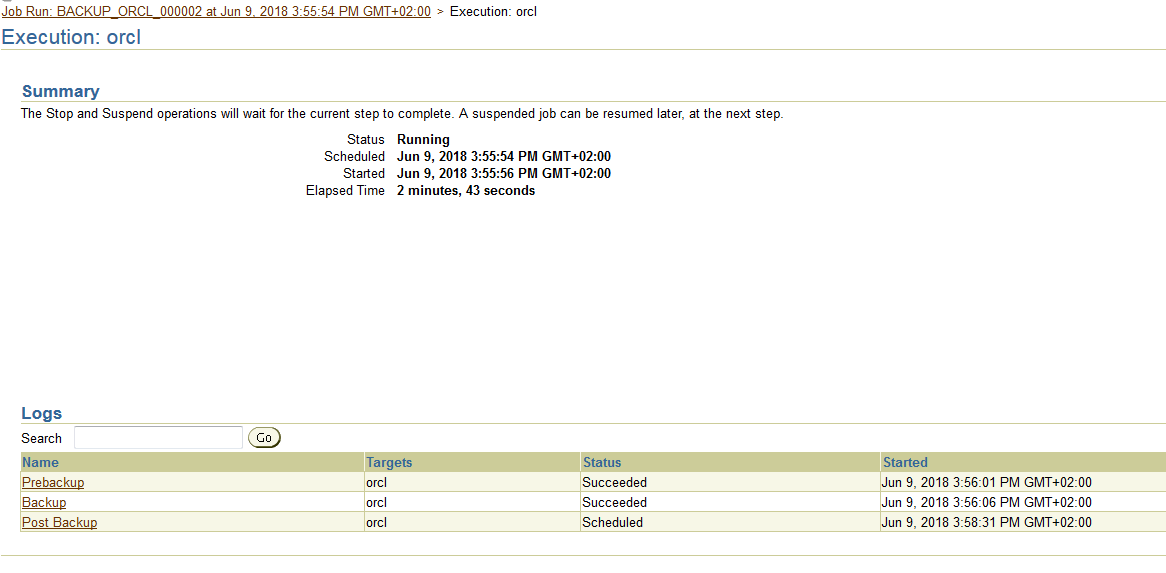 Job Run: BACKUP_ORCL_000002 at Jun 9, 2018 3:55:54 PM GMT+02:00 > Execution: orcl
Execution: orcl
Summary
The Stop and Suspend operations will wait for the current step to complete. A suspended job can be resumed later, at the next step.
Status Running
Scheduled Jun 9, 2018 3:55:54 PM GMT+02:00
Started Jun 9, 2018 3:55:56 PM GMT+02:00
Elapsed Time 2 minutes, 43 seconds
Logs
Search Go
Name Targets Status Started
Prebackup orcl Succeeded Jun 9, 2018 3:56:01 PM GMT+02:00
Backup orcl Succeeded Jun 9, 2018 3:56:06 PM GMT+02:00
Post Backup orcl Scheduled Jun 9, 2018 3:58:31 PM GMT+02:00